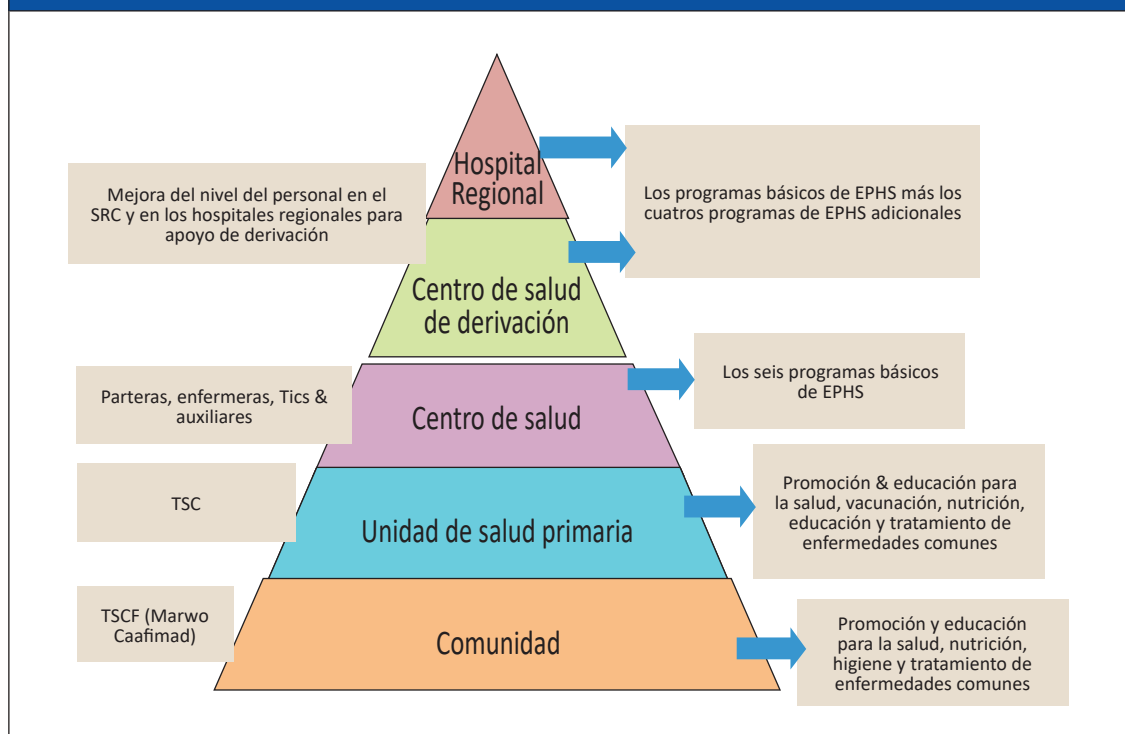 Hospital
Regional
Mejora del nivel del personal en el
SRC y en los hospitales regionales para
apoyo de derivación
Los programas básicos de EPHS más los
cuatros programas de EPHS adicionales
Centro de salud
de derivación
Parteras, enfermeras, Tics &
auxiliares
Centro de salud
Los seis programas básicos
de EPHS
TSC
Unidad de salud primaria
Promoción & educación para
la salud, vacunación, nutrición,
educación y tratamiento de
enfermedades comunes
TSCF (Marwo
Caafimad)
Comunidad
Promoción y educación
para la salud, nutrición,
higiene y tratamiento de
enfermedades comunes